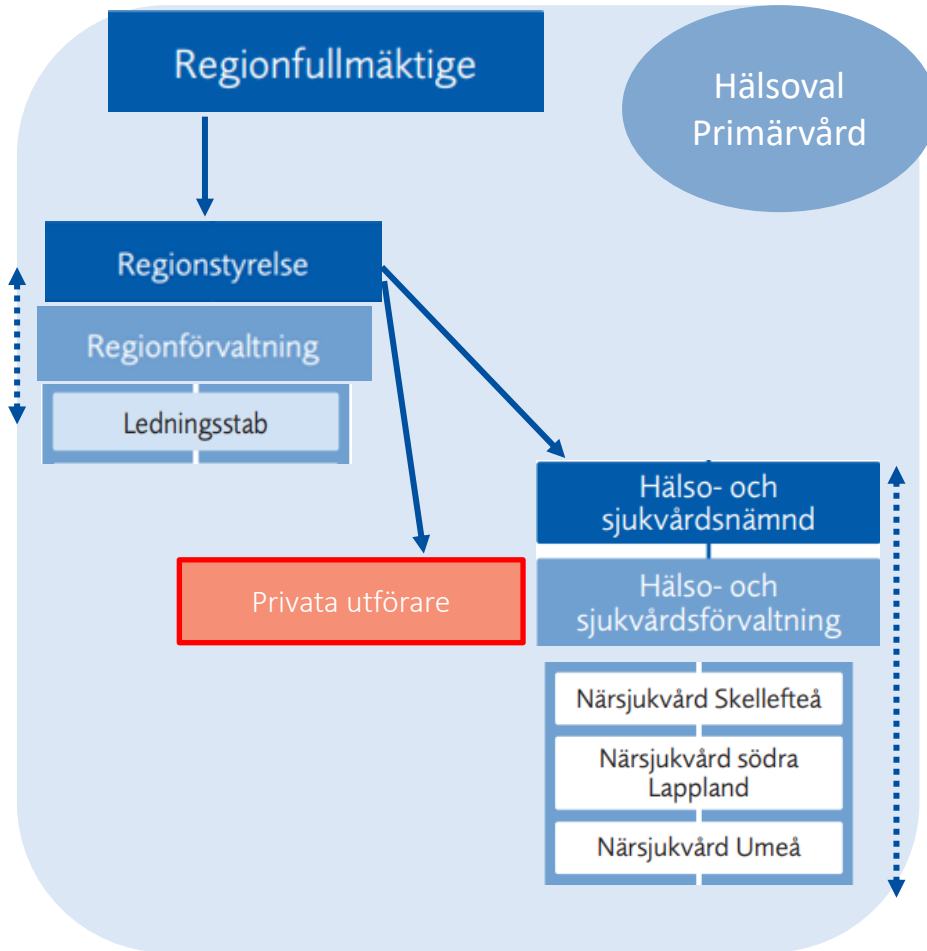 Regionfullmäktige
Hälsoval
Primärvård
Regionstyrelse
Regionförvaltning
Ledningsstab
Hälso- och
sjukvårdsnämnd
Privata utförare
Hälso- och
sjukvårdsförvaltning
Närsjukvård Skellefteå
Närsjukvård södra
Lappland
Närsjukvård Umeå